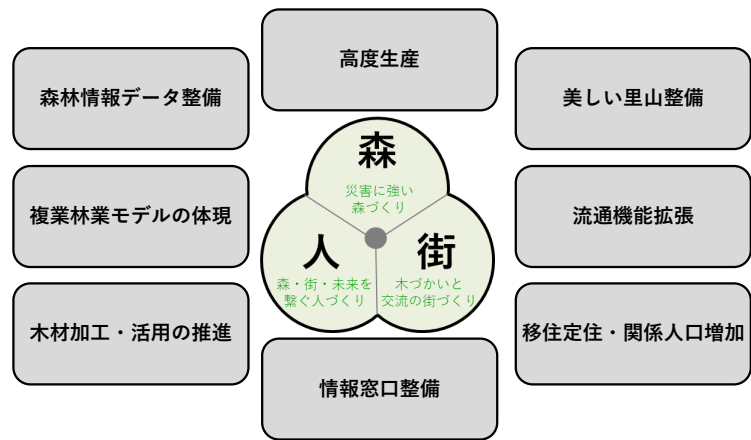 高度生産
森林情報データ整備
美しい里山整備
森
災害に強い
森づくり
複業林業モデルの体現
流通機能拡張
人
街
森・街・未来を
繋ぐ人づくり
木づかいと
交流の街づくり
木材加工・活用の推進
移住定住・関係人口増加
情報窓口整備